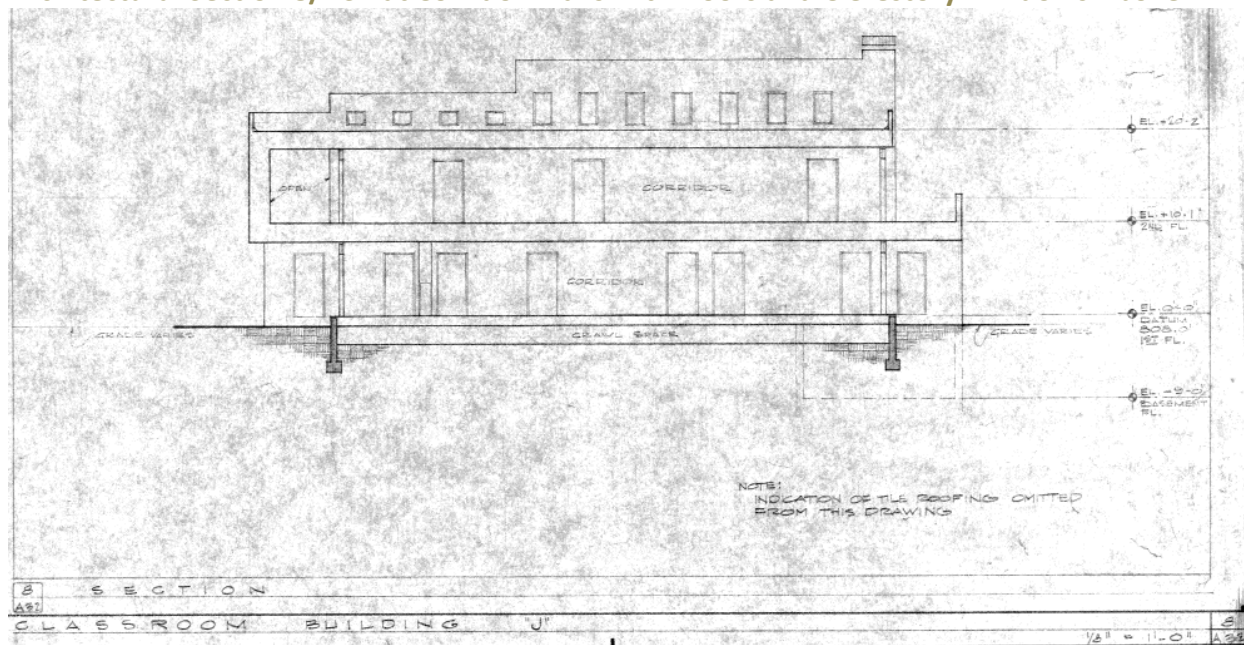 EL. +20'-2"
OPEN
CORRIDOR
EL. +10'-1"
2ND FL.
CORRIDOR
EL. 0'-0"
DATUM
808.0'
1ST FL.
GRADE VARIES
CRAWL SPACE
GRADE VARIES
EL. -9'-0"
BASEMENT
FL.
NOTE:
INDICATION OF TILE ROOFING OMITTED
FROM THIS DRAWING
8 SECTION
A32
CLASSROOM BUILDING "J"
1/8" = 1'-0"
8
A32